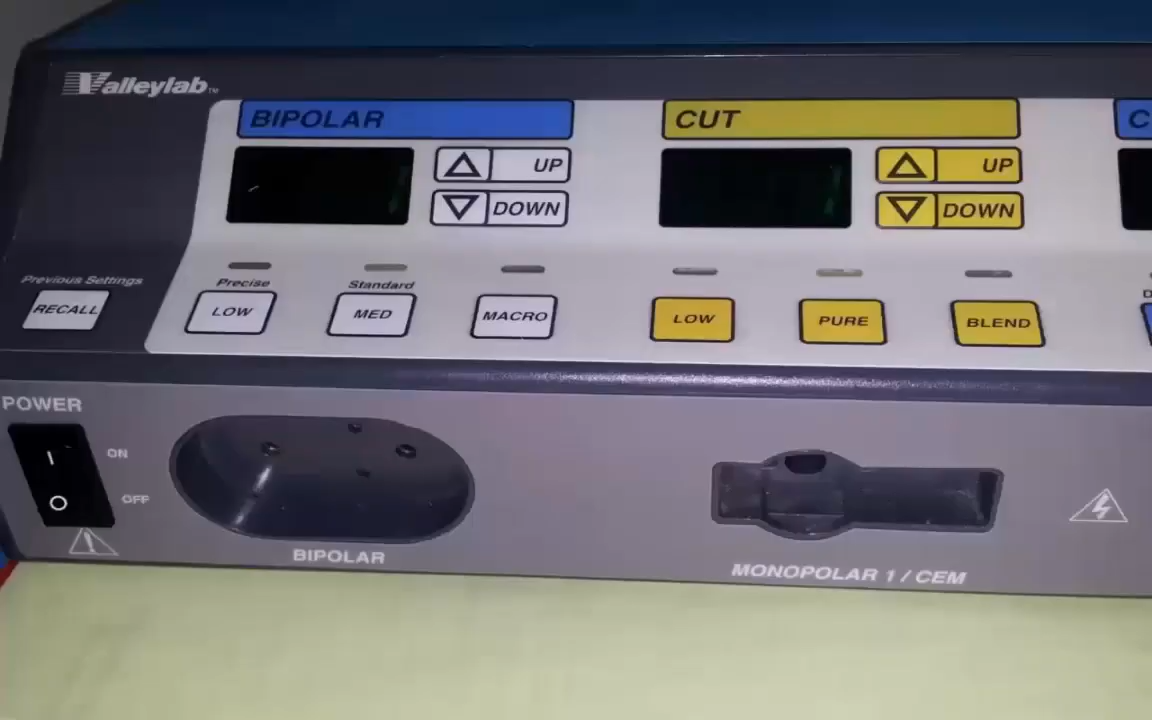 Valleylab™
BIPOLAR
UP
DOWN
CUT
UP
DOWN
C
Previous Settings
RECALL
Precise
LOW
Standard
MED
MACRO
LOW
PURE
BLEND
D
POWER
ON
OFF
BIPOLAR
MONOPOLAR 1 / CEM